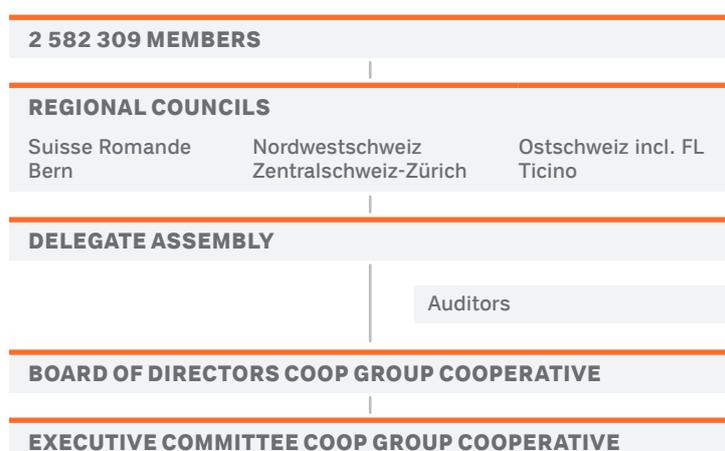 2 582 309 MEMBERS
REGIONAL COUNCILS
Suisse Romande Nordwestschweiz Ostschweiz incl. FL
Bern Zentralschweiz-Zürich Ticino
DELEGATE ASSEMBLY
Auditors
BOARD OF DIRECTORS COOP GROUP COOPERATIVE
EXECUTIVE COMMITTEE COOP GROUP COOPERATIVE